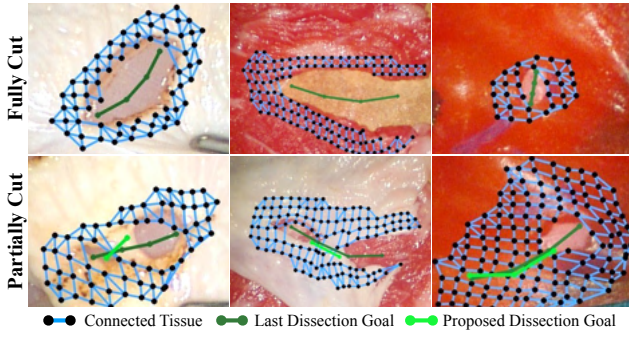 Fully Cut
Partially Cut
Connected Tissue Last Dissection Goal Proposed Dissection Goal